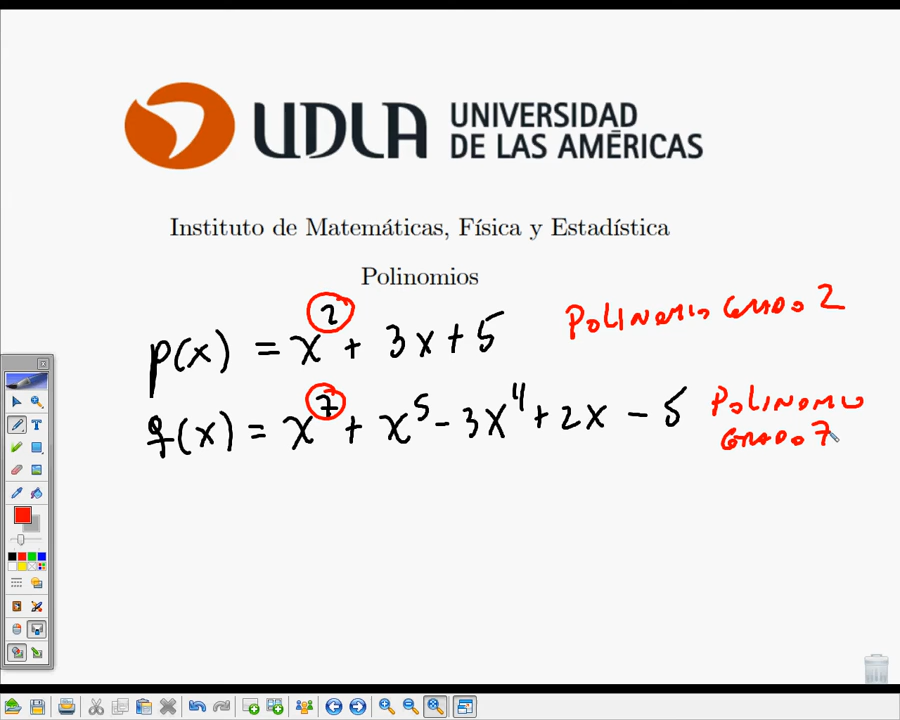 UDLA UNIVERSIDAD
DE LAS AMÉRICAS
Instituto de Matemáticas, Física y Estadística
Polinomios
p(x) = x² + 3x + 5 POLINOMIO GRADO 2
q(x) = x⁷ + x⁵ - 3x⁴ + 2x - 5 POLINOMIO
GRADO 7